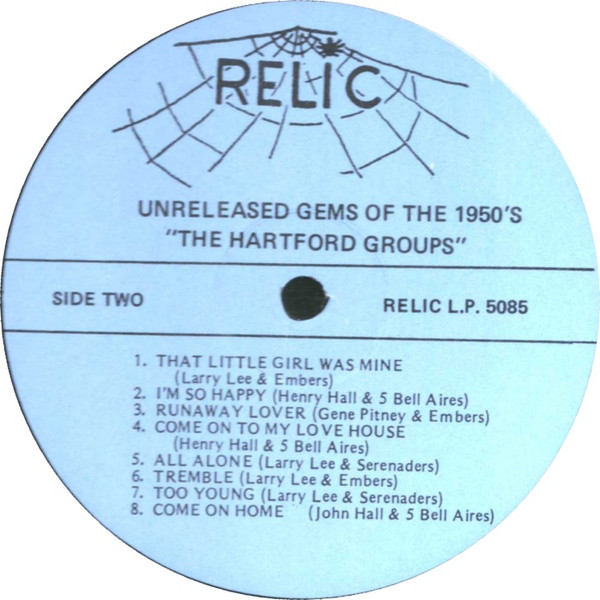 RELIC
UNRELEASED GEMS OF THE 1950'S
"THE HARTFORD GROUPS"
SIDE TWO
RELIC L.P. 5085
1. THAT LITTLE GIRL WAS MINE
(Larry Lee & Embers)
2. I'M SO HAPPY (Henry Hall & 5 Bell Aires)
3. RUNAWAY LOVER (Gene Pitney & Embers)
4. COME ON TO MY LOVE HOUSE
(Henry Hall & 5 Bell Aires)
5. ALL ALONE (Larry Lee & Serenaders)
6. TREMBLE (Larry Lee & Embers)
7. TOO YOUNG (Larry Lee & Serenaders)
8. COME ON HOME (John Hall & 5 Bell Aires)